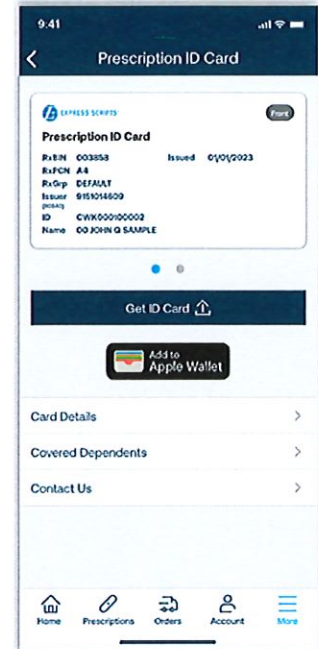 9:41
Prescription ID Card
EXPRESS SCRIPTS
Front
Prescription ID Card
RxBIN 003858 Issued 01/01/2023
RxPCN A4
RxGrp DEFAULT
Issuer 9151014609
(80840)
ID CWK000100002
Name 00 JOHN Q SAMPLE
Get ID Card
Add to
Apple Wallet
Card Details
Covered Dependents
Contact Us
Home Prescriptions Orders Account More